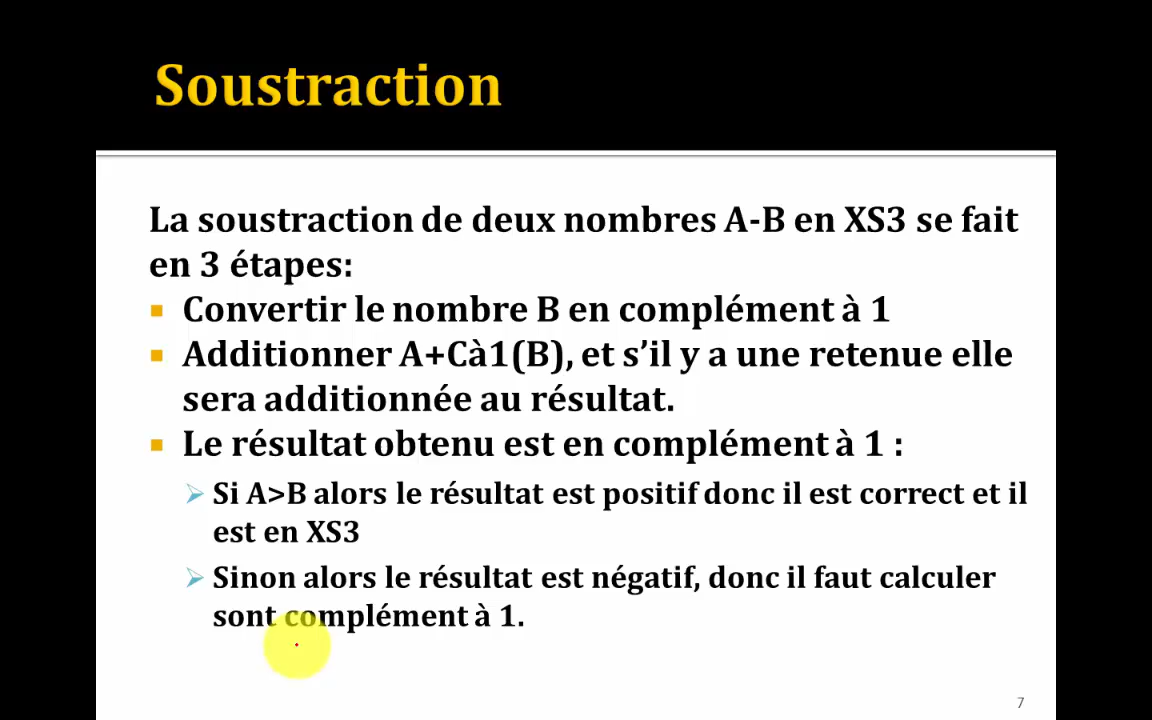 Soustraction
La soustraction de deux nombres A-B en XS3 se fait
en 3 étapes:
Convertir le nombre B en complément à 1
Additionner A+Cà1(B), et s’il y a une retenue elle
sera additionnée au résultat.
Le résultat obtenu est en complément à 1 :
Si A>B alors le résultat est positif donc il est correct et il
est en XS3
Sinon alors le résultat est négatif, donc il faut calculer
sont complément à 1.
7